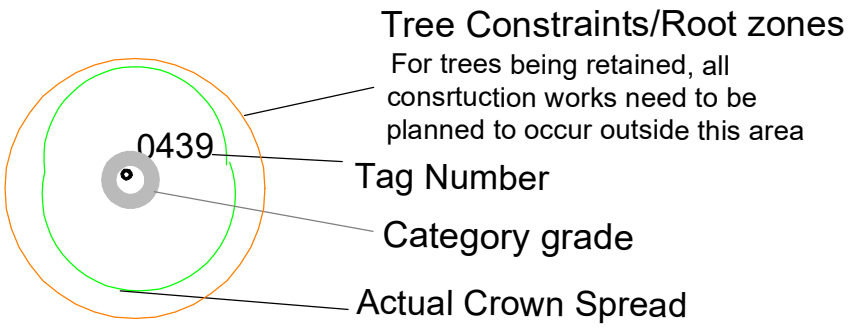 Tree Constraints/Root zones
For trees being retained, all
consrtuction works need to be
planned to occur outside this area
0439
Tag Number
Category grade
Actual Crown Spread